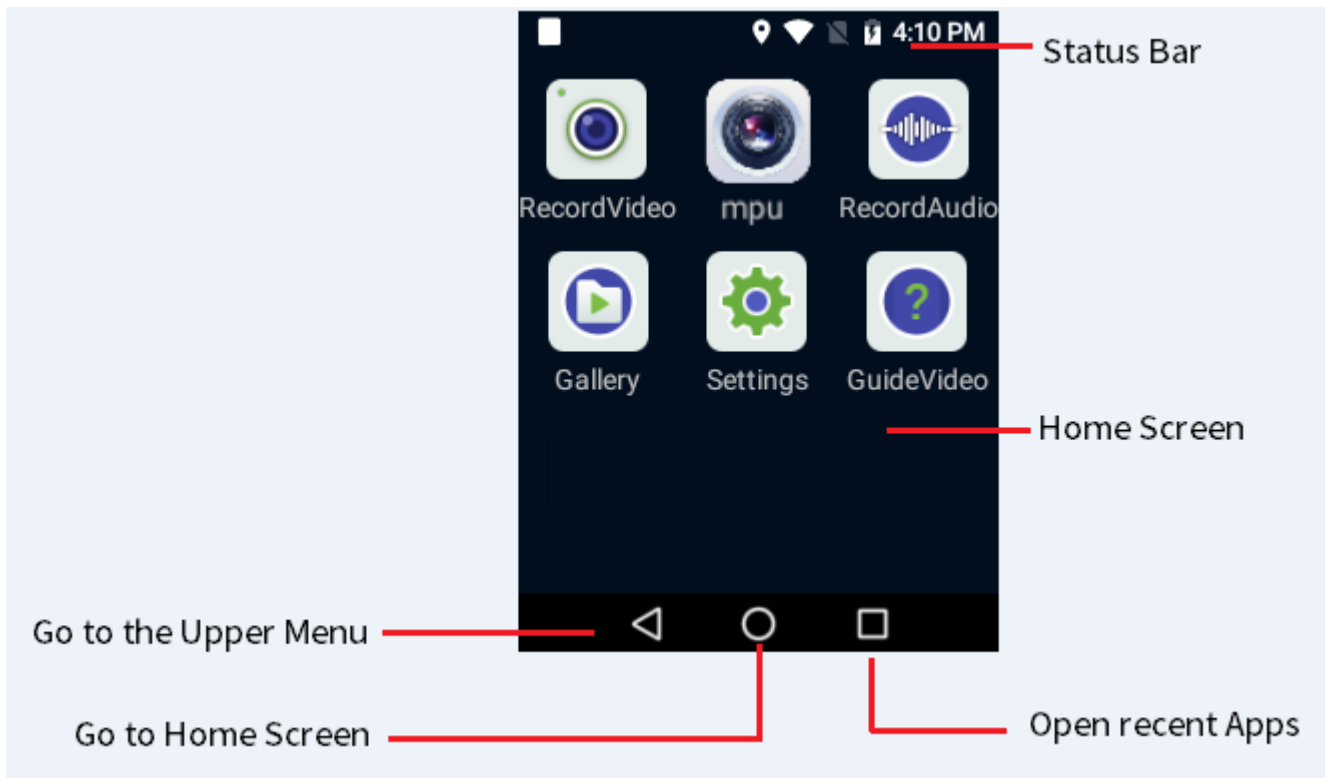 4:10 PM
Status Bar
RecordVideo
mpu
RecordAudio
?
Gallery
Settings
GuideVideo
Home Screen
Go to the Upper Menu
Go to Home Screen
Open recent Apps